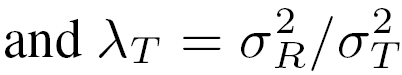 and λ_T = σ_R^2/σ_T^2